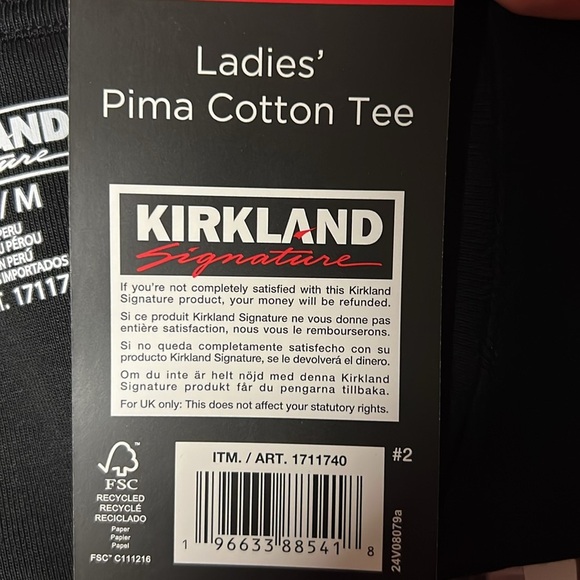 Ladies'
Pima Cotton Tee
KIRKLAND
Signature
If you're not completely satisfied with this Kirkland
Signature product, your money will be refunded.
Si ce produit Kirkland Signature ne vous donne pas
entière satisfaction, nous vous le rembourserons.
Si no queda completamente satisfecho con su
producto Kirkland Signature, se le devolverá el dinero.
Om du inte är helt nöjd med denna Kirkland
Signature produkt får du pengarna tillbaka.
For UK only: This does not affect your statutory rights.
FSC
RECYCLED
RECYCLÉ
RECICLADO
Paper
Papier
Papel
FSC™ C111216
ITM. / ART. 1711740
1 96633 88541 8
#2
24V08079a
/M
PERU
PÉROU
PERÚ
IMPORTADOS